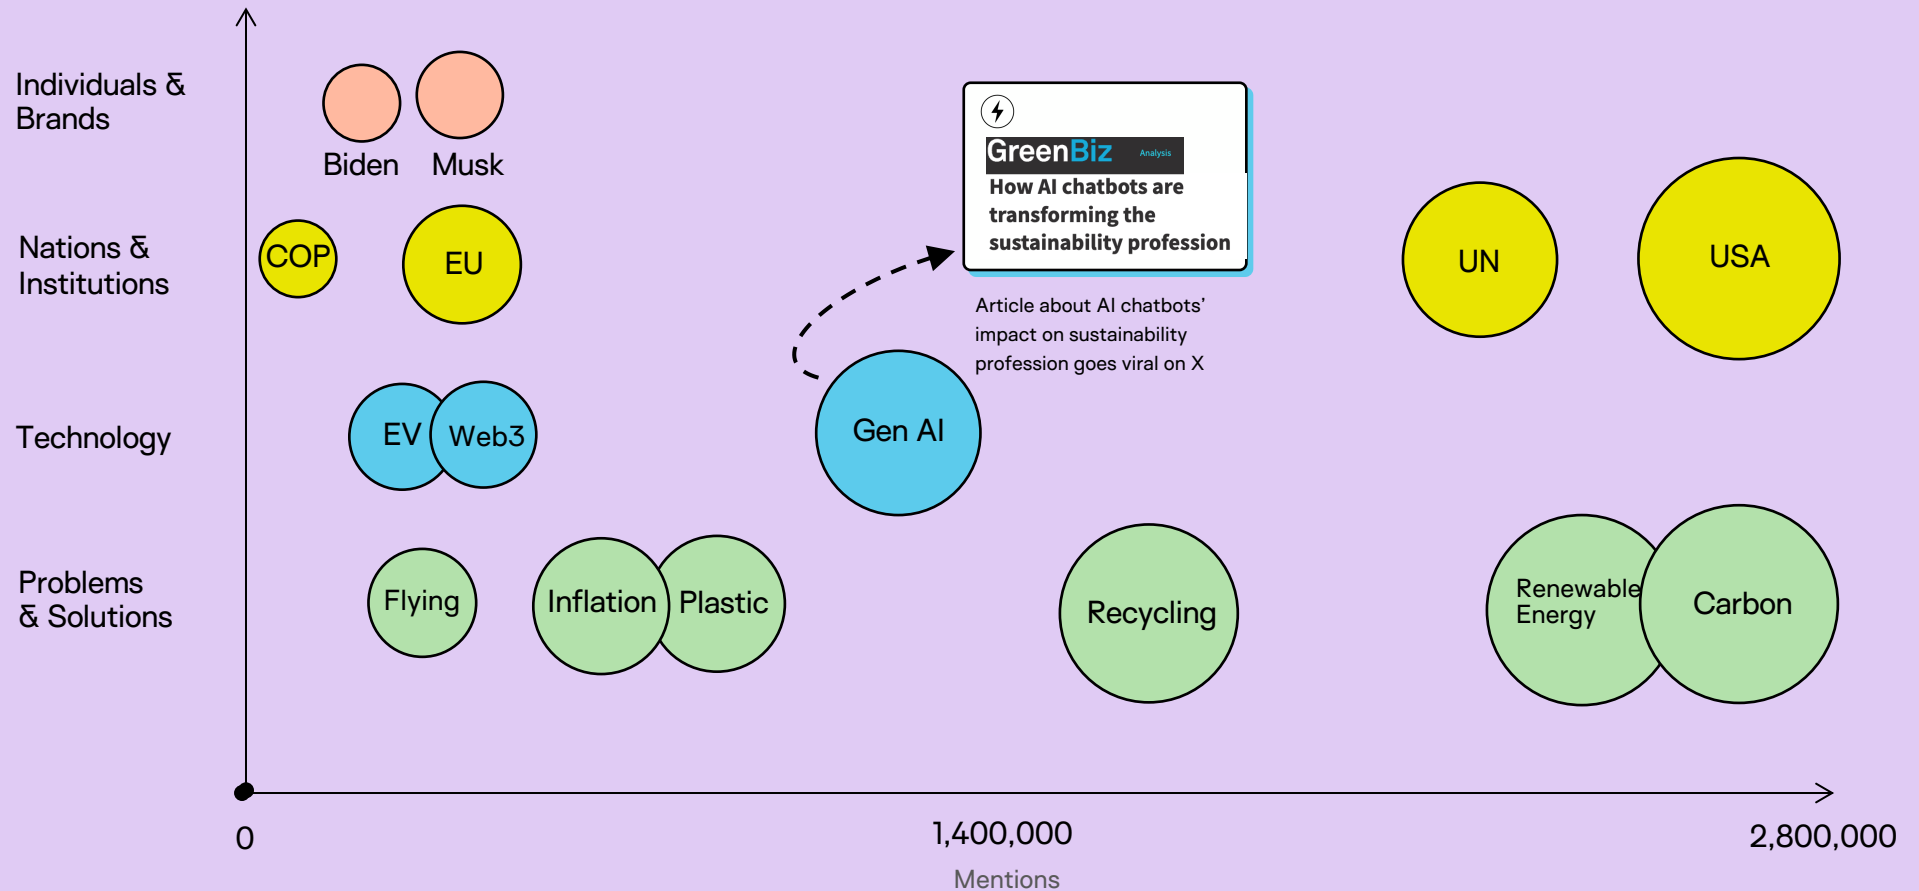 Individuals &
Brands
Biden
Musk
GreenBiz
Analysis
How AI chatbots are
transforming the
sustainability profession
Nations &
Institutions
COP
EU
UN
USA
Article about AI chatbots’
impact on sustainability
profession goes viral on X
Technology
EV
Web3
Gen AI
Problems
& Solutions
Flying
Inflation
Plastic
Recycling
Renewable
Energy
Carbon
0
1,400,000
2,800,000
Mentions